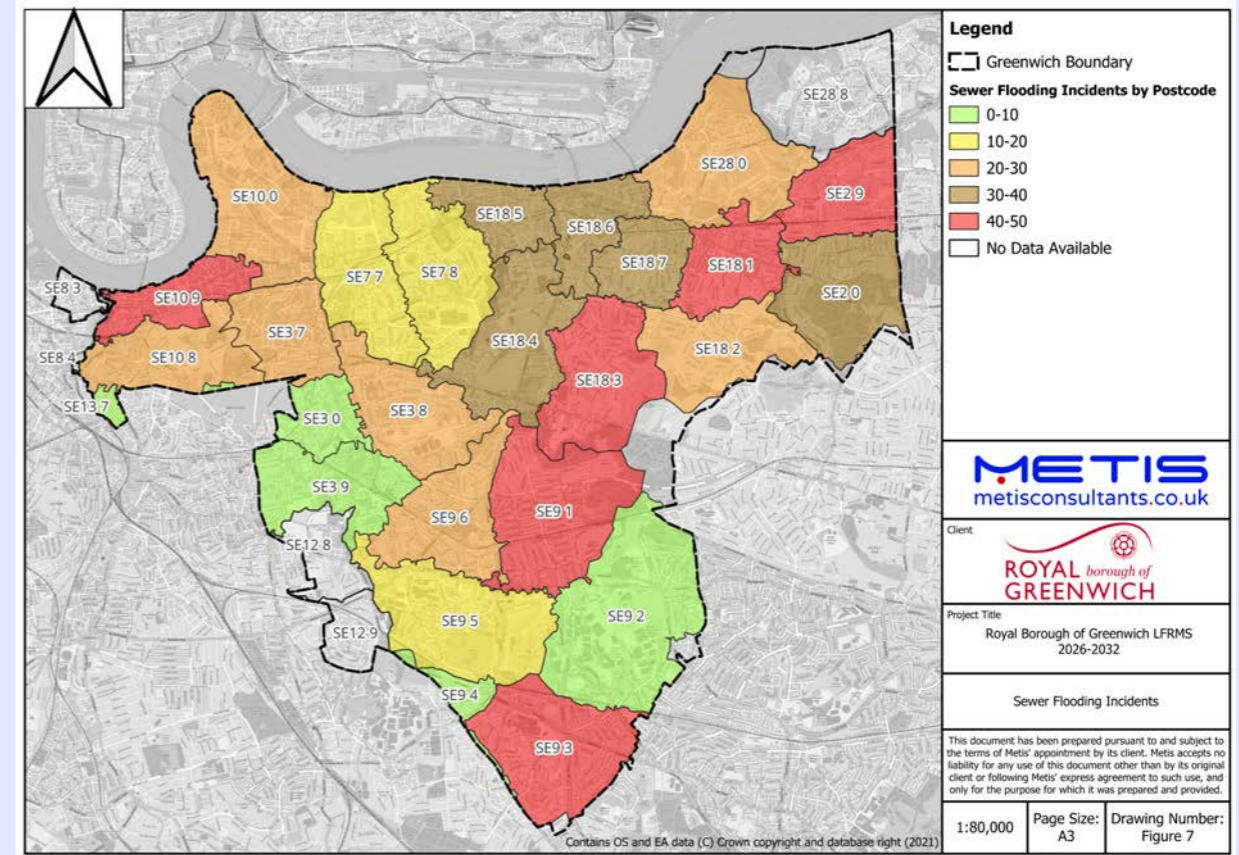 SE28 8
SE28 0
SE2 9
SE10 0
SE18 5
SE18 6
SE7 7
SE7 8
SE18 7
SE18 1
SE8 3
SE10 9
SE2 0
SE3 7
SE18 4
SE18 2
SE8 4
SE10 8
SE18 3
SE13 7
SE3 0
SE3 8
SE3 9
SE9 6
SE9 1
SE12 8
SE9 5
SE9 2
SE12 9
SE9 4
SE9 3
Contains OS and EA data (C) Crown copyright and database right (2021)
Legend
Greenwich Boundary
Sewer Flooding Incidents by Postcode
0-10
10-20
20-30
30-40
40-50
No Data Available
METIS
metisconsultants.co.uk
Client
ROYAL borough of
GREENWICH
Project Title
Royal Borough of Greenwich LFRMS
2026-2032
Sewer Flooding Incidents
This document has been prepared pursuant to and subject to
the terms of Metis' appointment by its client. Metis accepts no
liability for any use of this document other than by its original
client or following Metis' express agreement to such use, and
only for the purpose for which it was prepared and provided.
1:80,000
Page Size:
A3
Drawing Number:
Figure 7